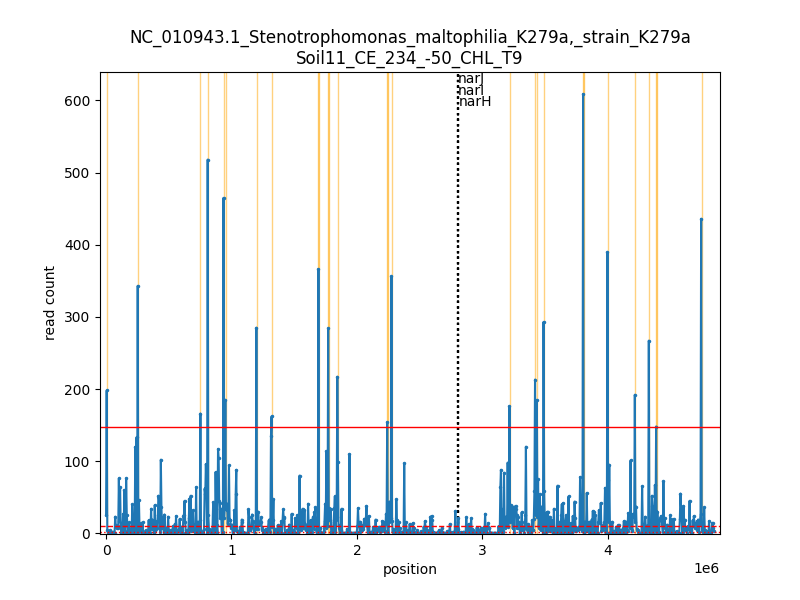 NC_010943.1_Stenotrophomonas_maltophilia_K279a,_strain_K279a
Soil11_CE_234_-50_CHL_T9
narJ
narI
narH
600
500
400
300
200
100
0
read count
0 1 2 3 4
1e6
position